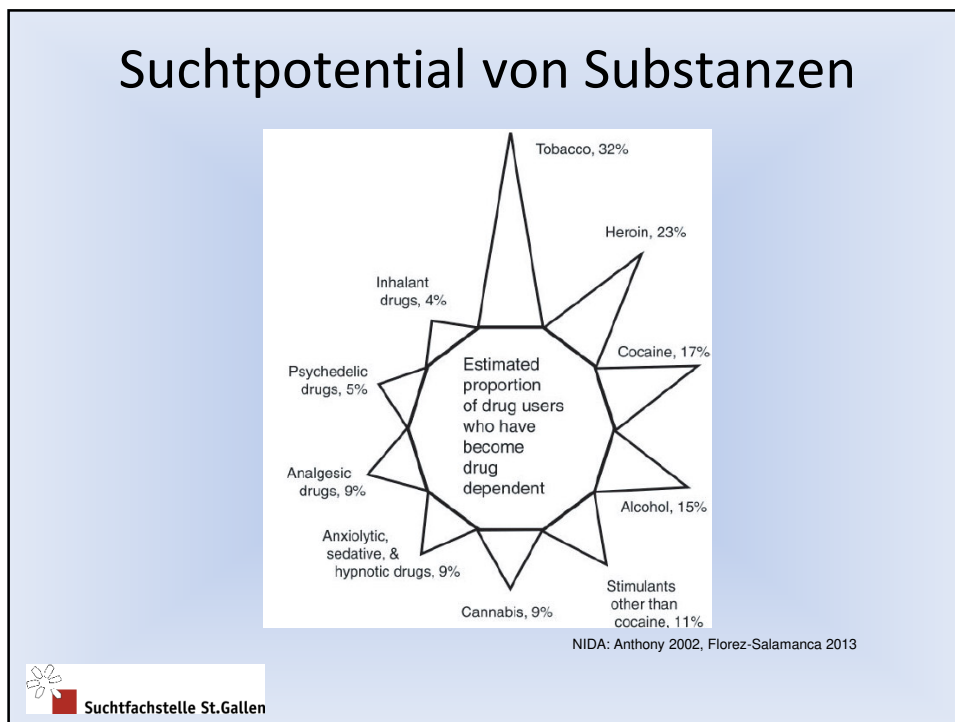 Suchtpotential von Substanzen
Tobacco, 32%
Heroin, 23%
Cocaine, 17%
Alcohol, 15%
Stimulants
other than
cocaine, 11%
Cannabis, 9%
Anxiolytic,
sedative, &
hypnotic drugs, 9%
Analgesic
drugs, 9%
Psychedelic
drugs, 5%
Inhalant
drugs, 4%
Estimated
proportion
of drug users
who have
become
drug
dependent
NIDA: Anthony 2002, Florez-Salamanca 2013
Suchtfachstelle St.Gallen